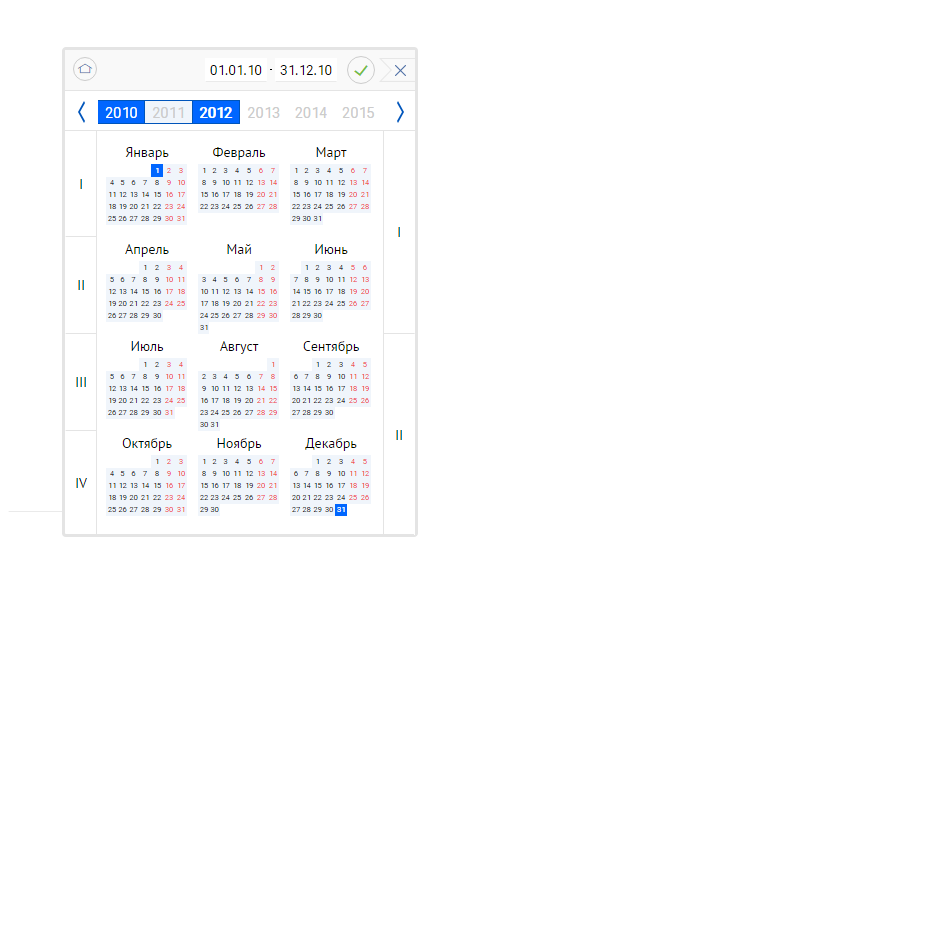 01.01.10 - 31.12.10
2010 2011 2012 2013 2014 2015
Январь Февраль Март
1 2 3 1 2 3 4 5 6 7 1 2 3 4 5 6 7
4 5 6 7 8 9 10 8 9 10 11 12 13 14 8 9 10 11 12 13 14
I
11 12 13 14 15 16 17 15 16 17 18 19 20 21 15 16 17 18 19 20 21
18 19 20 21 22 23 24 22 23 24 25 26 27 28 22 23 24 25 26 27 28
25 26 27 28 29 30 31 29 30 31
I
Апрель Май Июнь
1 2 3 4 1 2 1 2 3 4 5 6
5 6 7 8 9 10 11 3 4 5 6 7 8 9 7 8 9 10 11 12 13
II
12 13 14 15 16 17 18 10 11 12 13 14 15 16 14 15 16 17 18 19 20
19 20 21 22 23 24 25 17 18 19 20 21 22 23 21 22 23 24 25 26 27
26 27 28 29 30 24 25 26 27 28 29 30 28 29 30
31
Июль Август Сентябрь
1 2 3 4 1 1 2 3 4 5
5 6 7 8 9 10 11 2 3 4 5 6 7 8 6 7 8 9 10 11 12
III
12 13 14 15 16 17 18 9 10 11 12 13 14 15 13 14 15 16 17 18 19
19 20 21 22 23 24 25 16 17 18 19 20 21 22 20 21 22 23 24 25 26
26 27 28 29 30 31 23 24 25 26 27 28 29 27 28 29 30
30 31
II
Октябрь Ноябрь Декабрь
1 2 3 1 2 3 4 5 6 7 1 2 3 4 5
4 5 6 7 8 9 10 8 9 10 11 12 13 14 6 7 8 9 10 11 12
IV
11 12 13 14 15 16 17 15 16 17 18 19 20 21 13 14 15 16 17 18 19
18 19 20 21 22 23 24 22 23 24 25 26 27 28 20 21 22 23 24 25 26
25 26 27 28 29 30 31 29 30 27 28 29 30 31